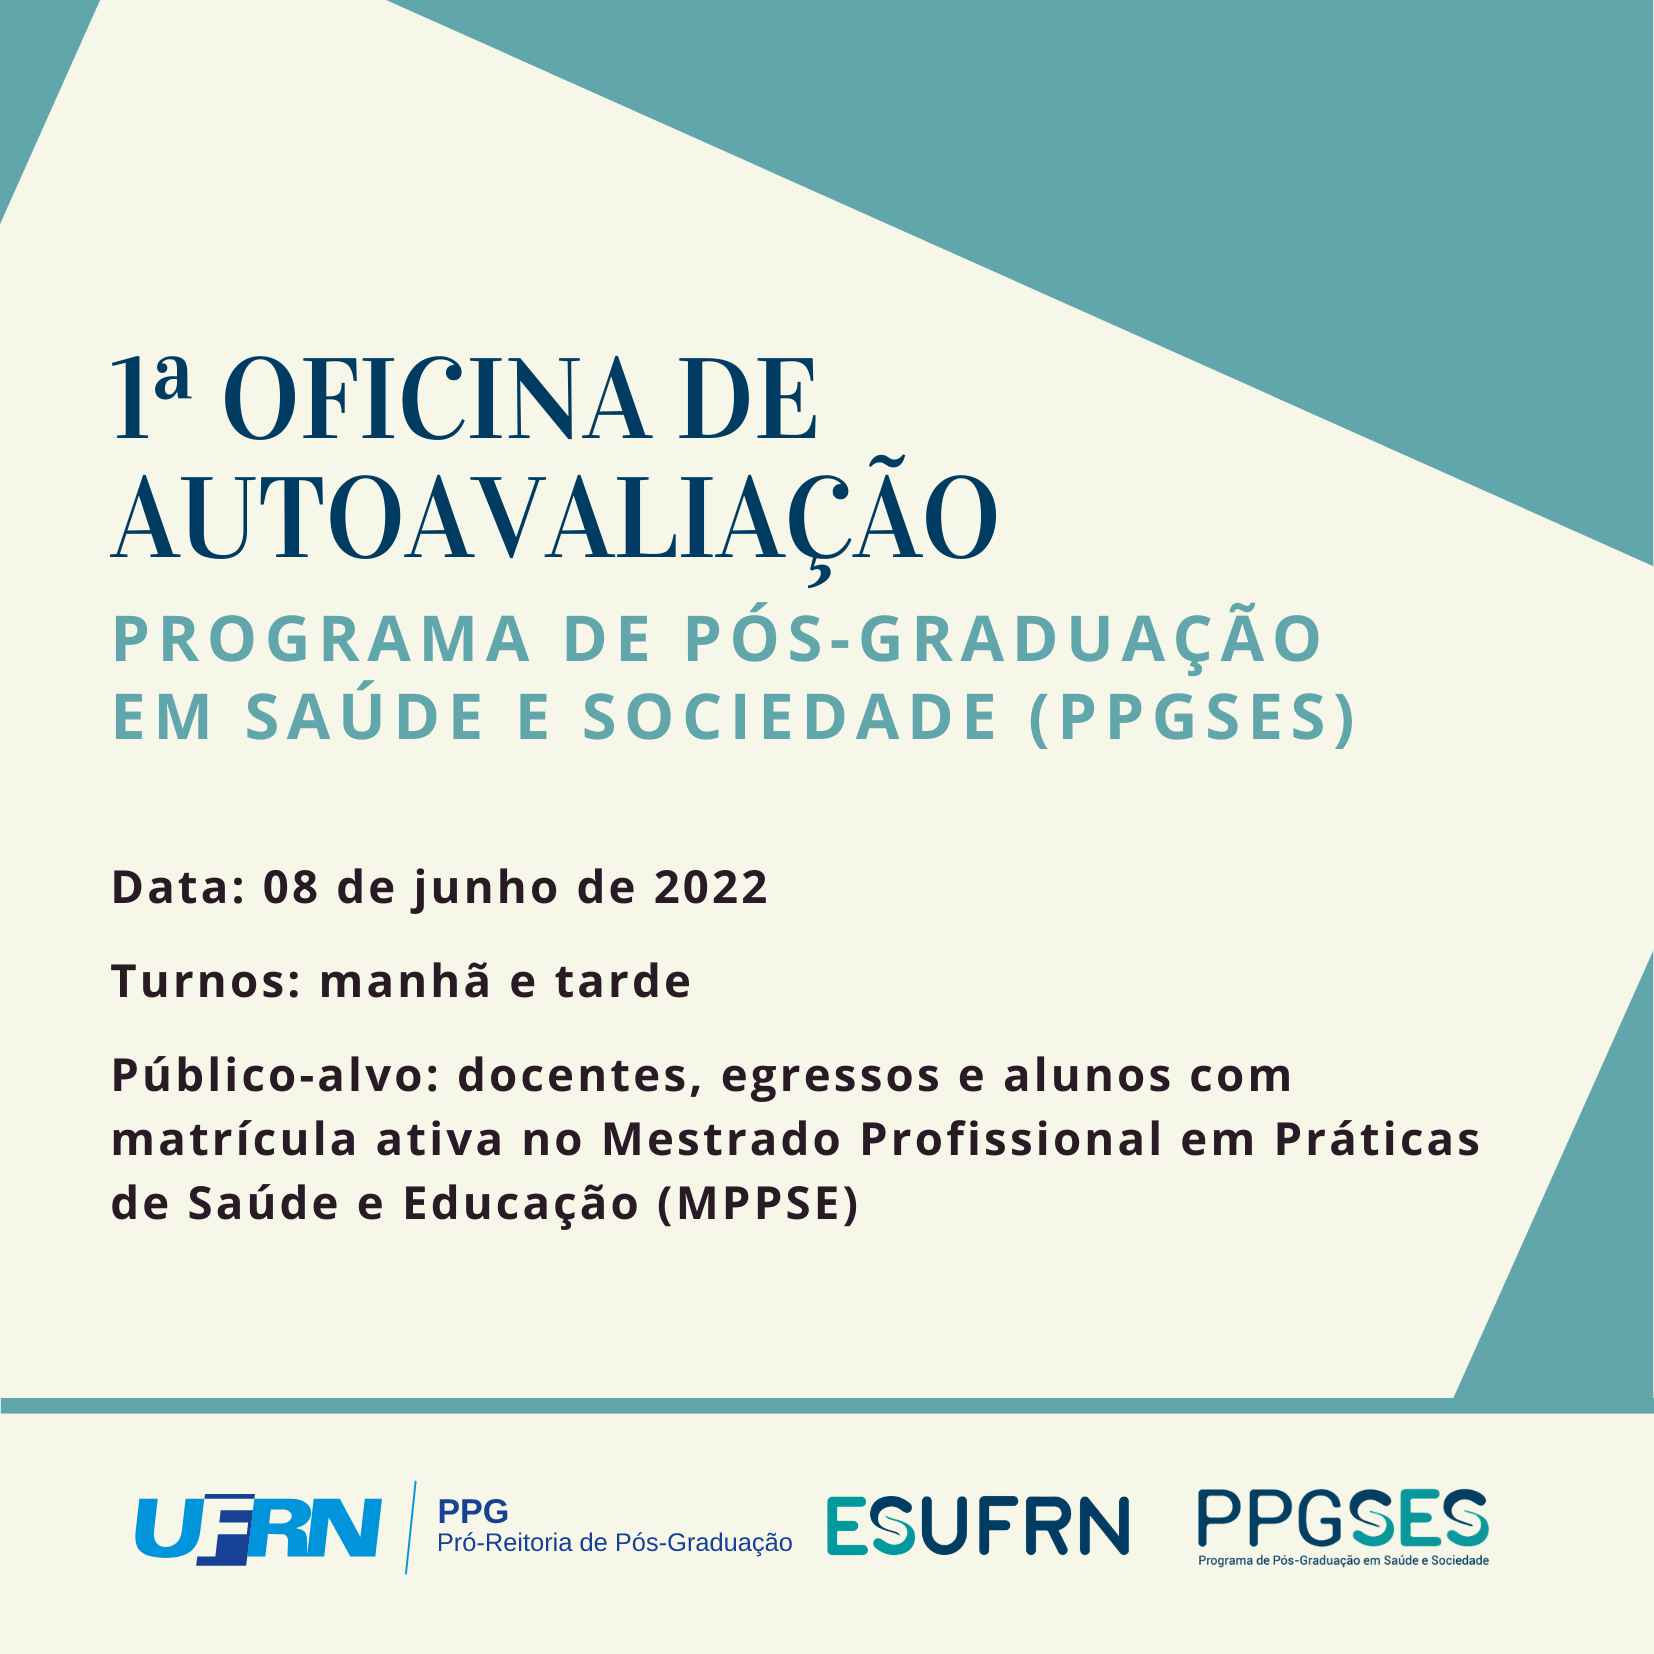 1ª OFICINA DE
AUTOAVALIAÇÃO
PROGRAMA DE PÓS-GRADUAÇÃO
EM SAÚDE E SOCIEDADE (PPGSES)
Data: 08 de junho de 2022
Turnos: manhã e tarde
Público-alvo: docentes, egressos e alunos com
matrícula ativa no Mestrado Profissional em Práticas
de Saúde e Educação (MPPSE)
UFRN
PPG
Pró-Reitoria de Pós-Graduação
ESUFRN
PPGSES
Programa de Pós-Graduação em Saúde e Sociedade